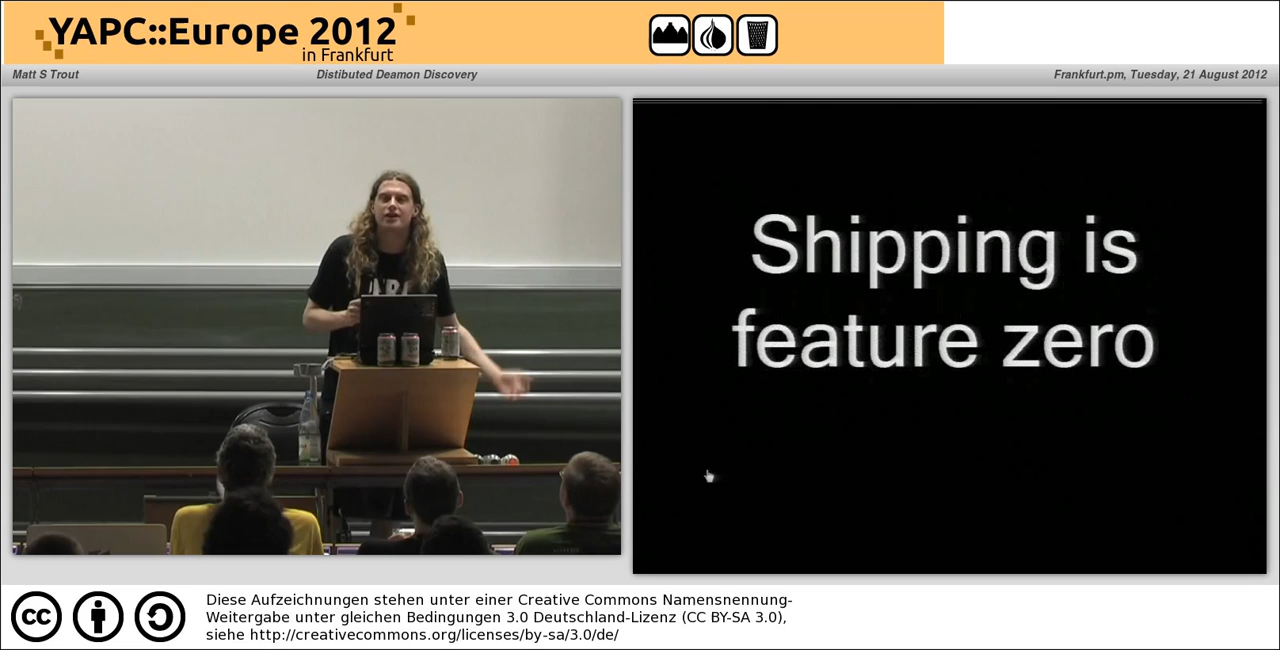 YAPC::Europe 2012
in Frankfurt
Matt S Trout
Distibuted Deamon Discovery
Frankfurt.pm, Tuesday, 21 August 2012
Shipping is
feature zero
cc
Diese Aufzeichnungen stehen unter einer Creative Commons Namensnennung-
Weitergabe unter gleichen Bedingungen 3.0 Deutschland-Lizenz (CC BY-SA 3.0),
siehe http://creativecommons.org/licenses/by-sa/3.0/de/